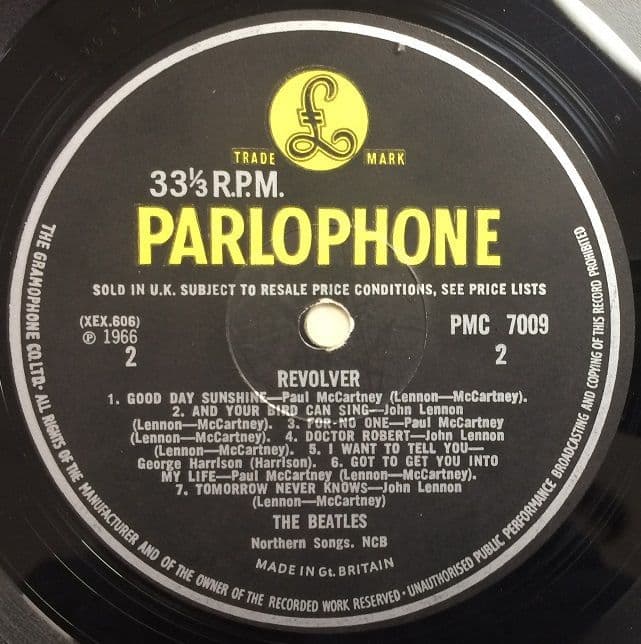 £
TRADE MARK
33⅓ R.P.M.
PARLOPHONE
SOLD IN U.K. SUBJECT TO RESALE PRICE CONDITIONS, SEE PRICE LISTS
(XEX.606)
℗ 1966
2
PMC 7009
2
REVOLVER
1. GOOD DAY SUNSHINE—Paul McCartney (Lennon—McCartney).
2. AND YOUR BIRD CAN SING—John Lennon
(Lennon—McCartney). 3. FOR NO ONE—Paul McCartney
(Lennon—McCartney). 4. DOCTOR ROBERT—John Lennon
(Lennon—McCartney). 5. I WANT TO TELL YOU—
George Harrison (Harrison). 6. GOT TO GET YOU INTO
MY LIFE—Paul McCartney (Lennon—McCartney).
7. TOMORROW NEVER KNOWS—John Lennon
(Lennon—McCartney)
THE BEATLES
Northern Songs. NCB
MADE IN Gt. BRITAIN
THE GRAMOPHONE CO. LTD. · ALL RIGHTS OF THE MANUFACTURER AND OF THE OWNER OF THE RECORDED WORK RESERVED · UNAUTHORISED PUBLIC PERFORMANCE BROADCASTING AND COPYING OF THIS RECORD PROHIBITED